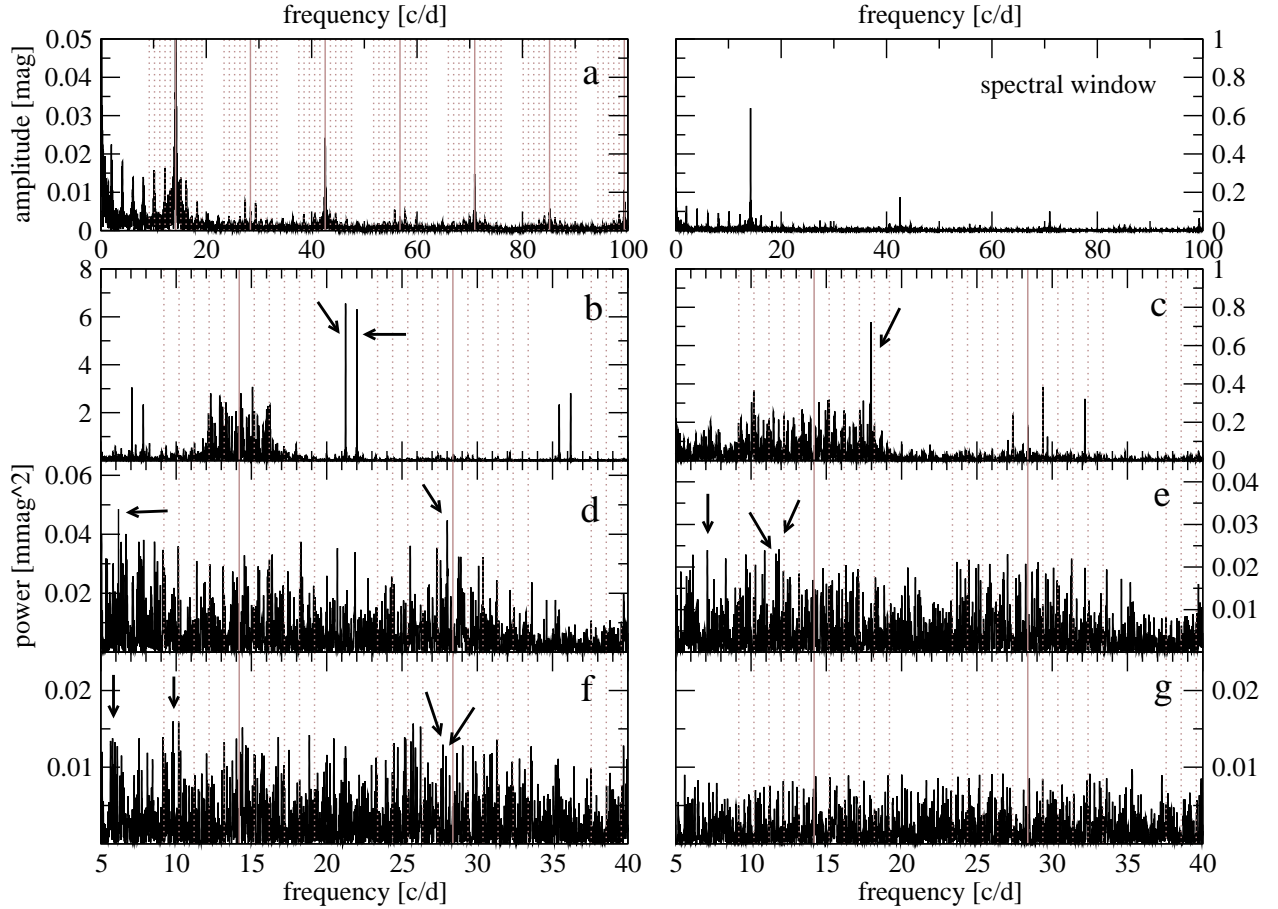 frequency [c/d] frequency [c/d]
0.05 1
0.04 a spectral window 0.8
0.03 0.6
0.02 0.4
0.01 0.2
0 0
amplitude [mag]
0 20 40 60 80 100 0 20 40 60 80 100
8 b c 1
6 0.8
4 0.6
2 0.4
0.2
0
0.06 d e 0.04
0.04 0.03
0.02 0.02
0.01
power [mmag^2]
0.02 f g 0.02
0.01 0.01
5 10 15 20 25 30 35 40 5 10 15 20 25 30 35 40
frequency [c/d] frequency [c/d]